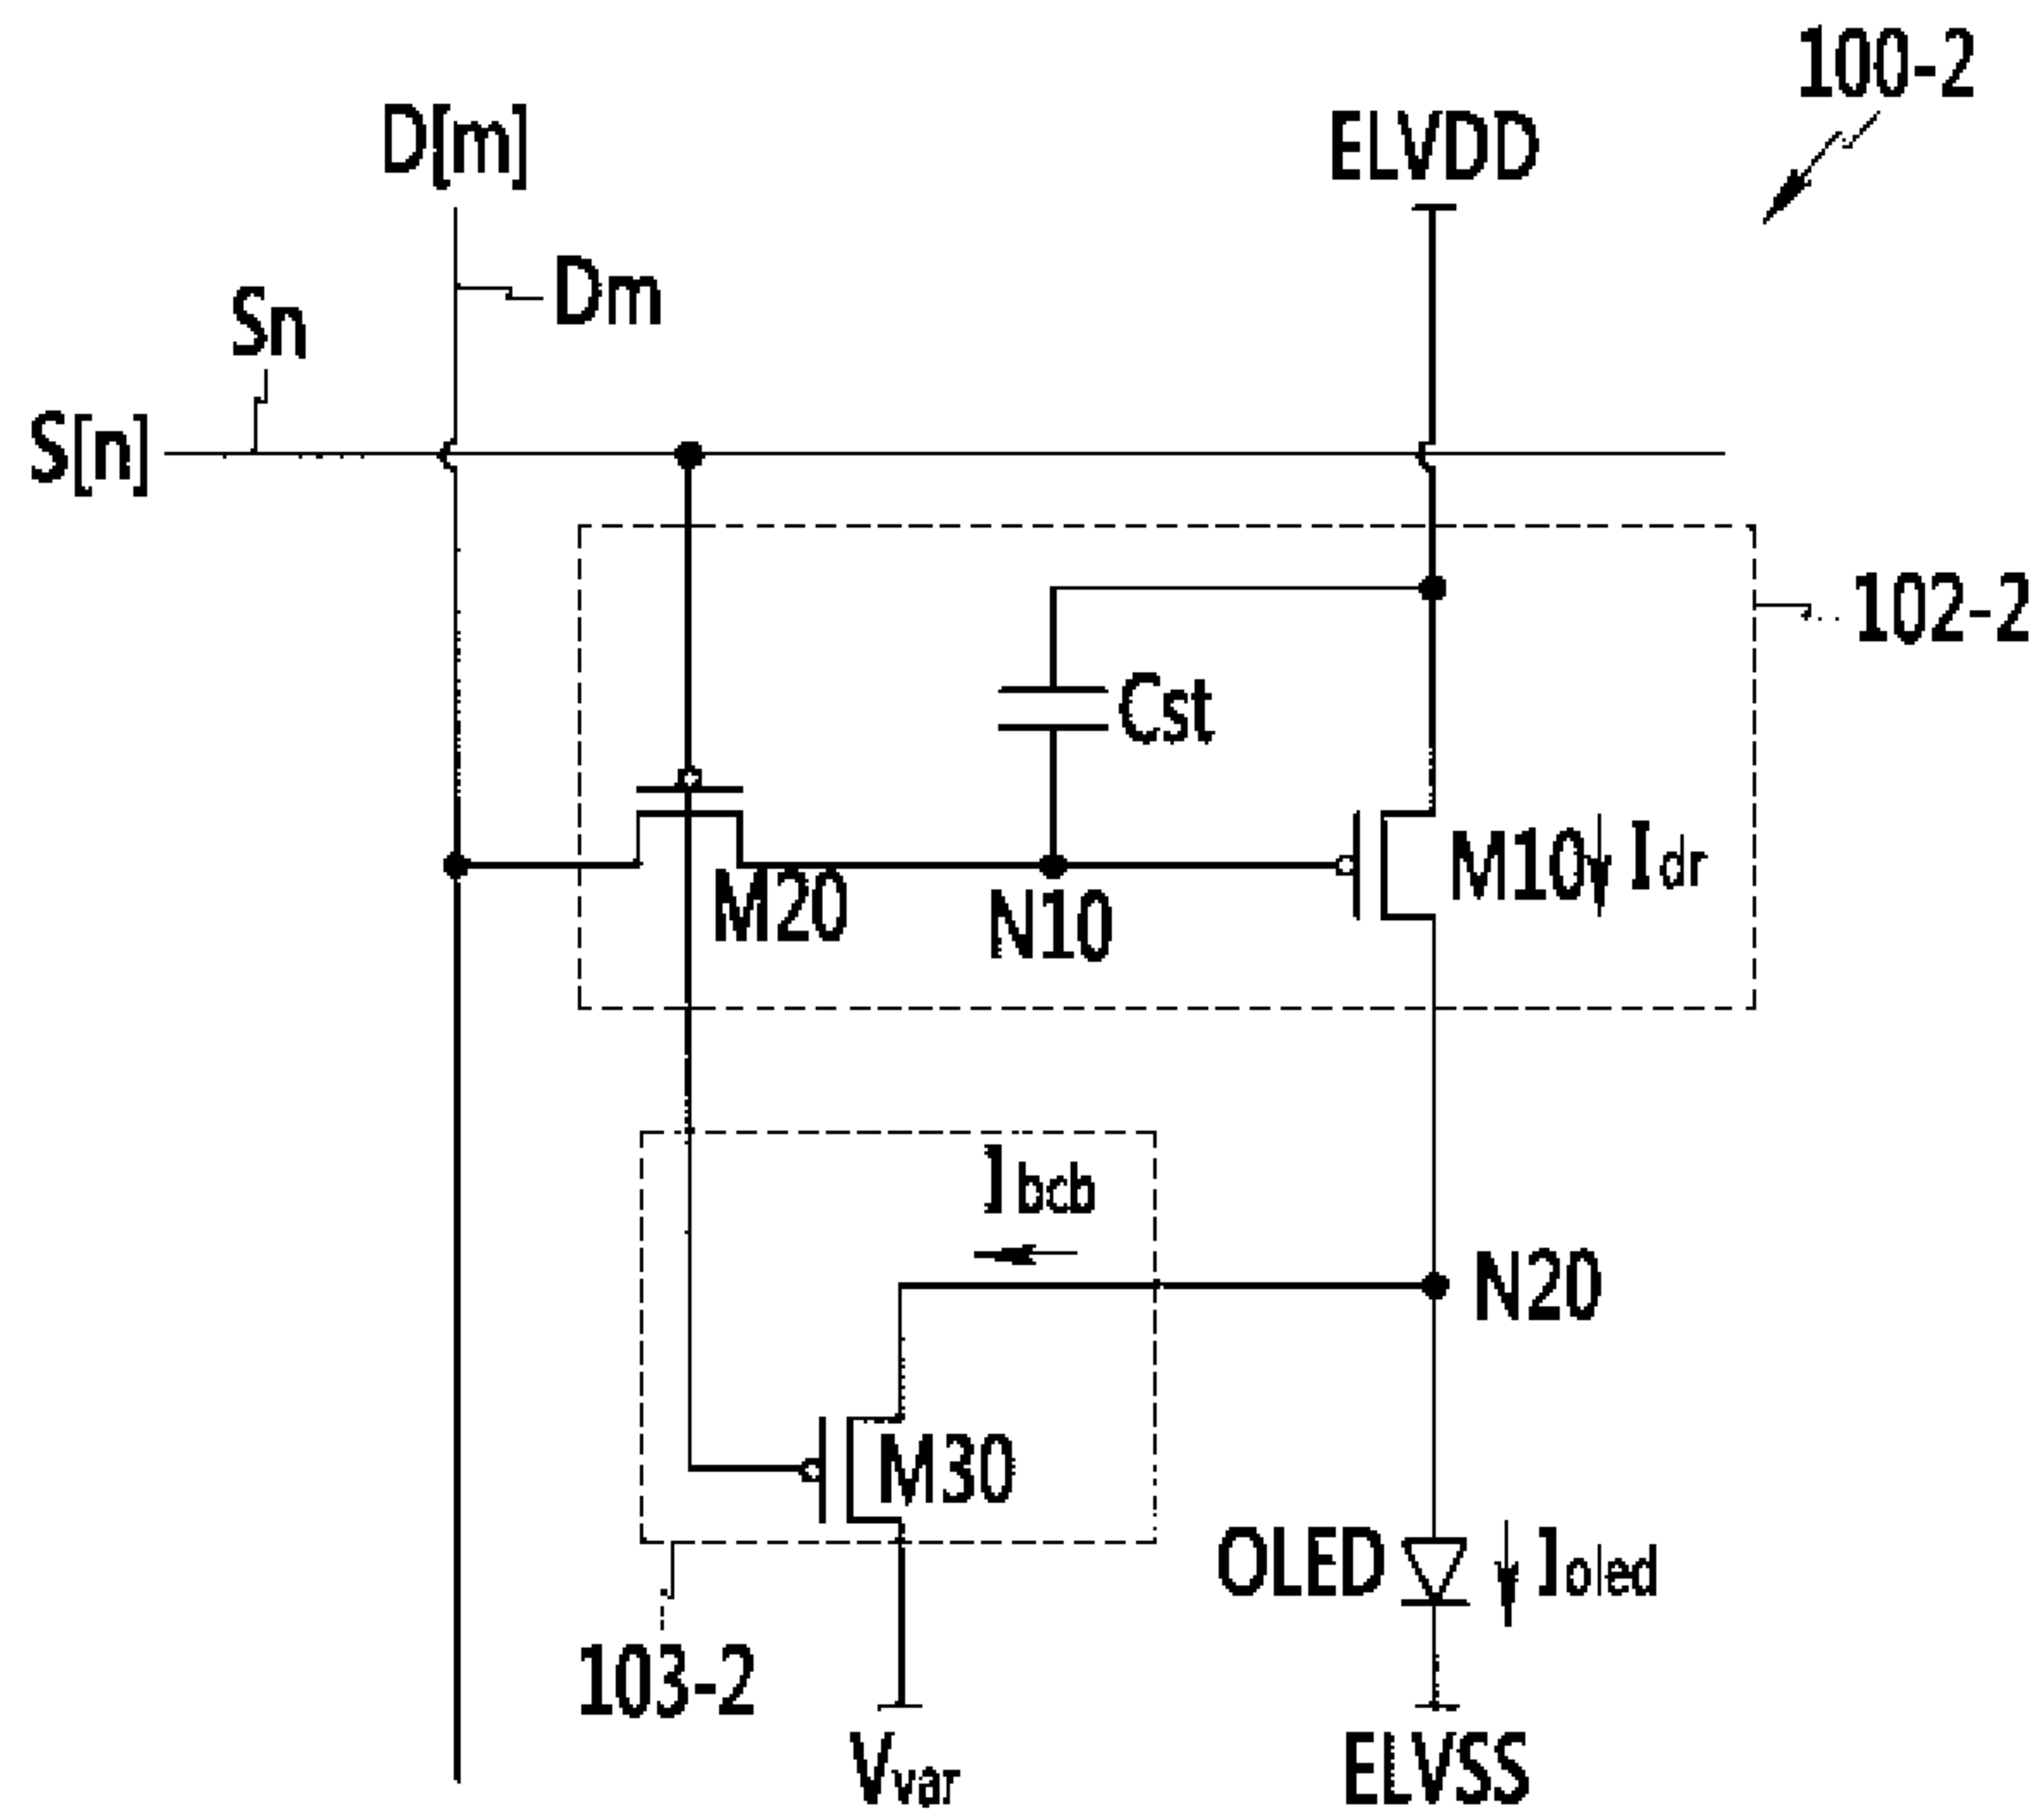 100-2
D[m]
ELVDD
Dm
Sn
S[n]
102-2
Cst
M10
Idr
M20
N10
Ibcb
N20
M30
OLED
Ioled
103-2
Vvar
ELVSS